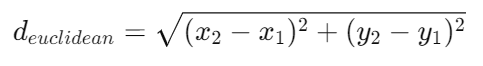 d_{euclidean} = \sqrt{(x_2 - x_1)^2 + (y_2 - y_1)^2}